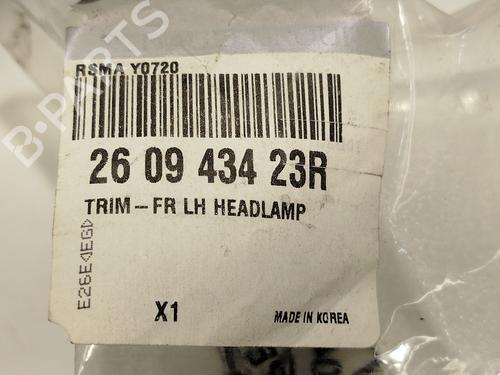 RSMA Y0720
26 09 434 23R
TRIM-FR LH HEADLAMP
X1
MADE IN KOREA
B-PARTS